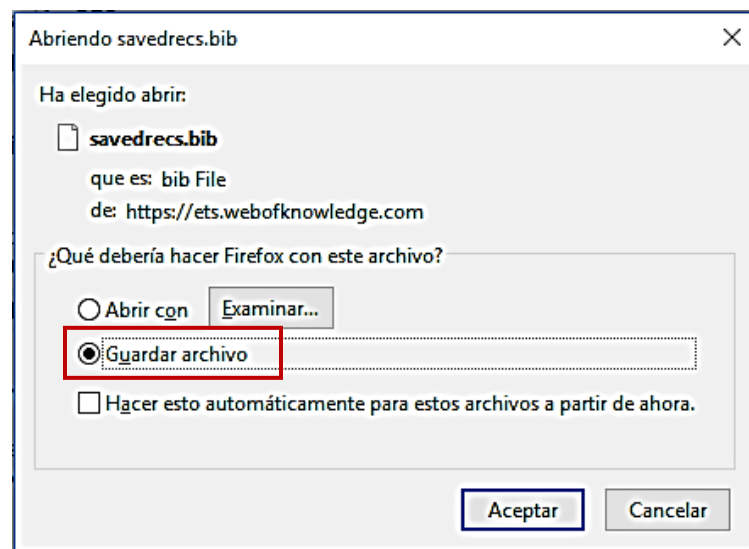 Abriendo savedrecs.bib
Ha elegido abrir:
savedrecs.bib
que es: bib File
de: https://ets.webofknowledge.com
¿Qué debería hacer Firefox con este archivo?
Abrir con Examinar...
Guardar archivo
Hacer esto automáticamente para estos archivos a partir de ahora.
Aceptar Cancelar